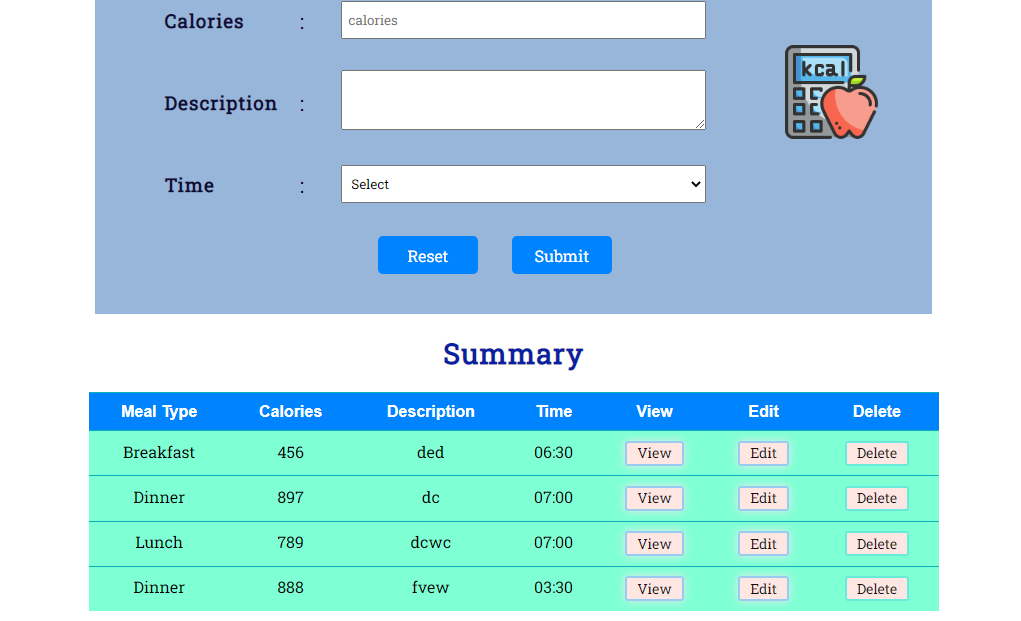 Calories : calories
kcal
Description :
Time : Select
Reset Submit
Summary
Meal Type Calories Description Time View Edit Delete
Breakfast 456 ded 06:30 View Edit Delete
Dinner 897 dc 07:00 View Edit Delete
Lunch 789 dcwc 07:00 View Edit Delete
Dinner 888 fvew 03:30 View Edit Delete